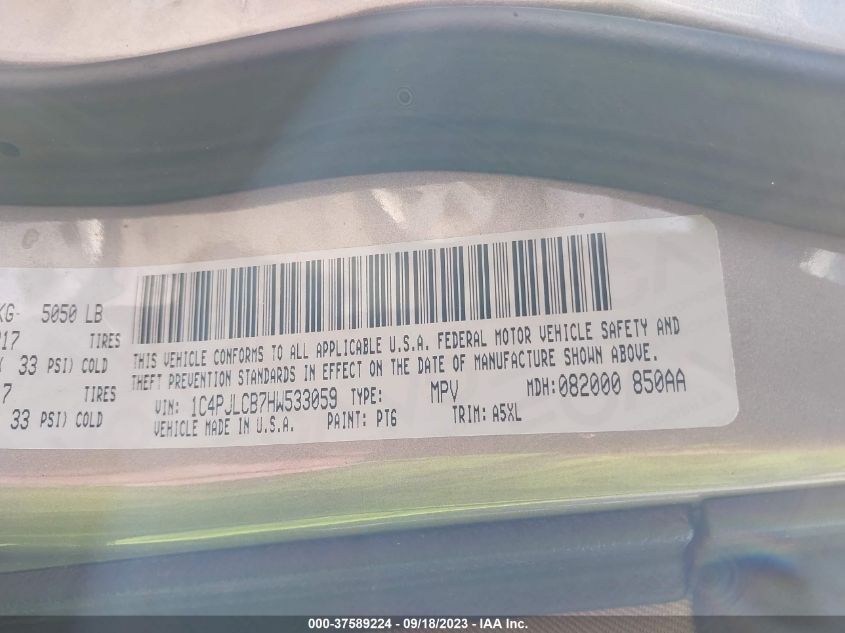 KG- 5050 LB
17 TIRES
33 PSI) COLD
7 TIRES
33 PSI) COLD
THIS VEHICLE CONFORMS TO ALL APPLICABLE U.S.A. FEDERAL MOTOR VEHICLE SAFETY AND
THEFT PREVENTION STANDARDS IN EFFECT ON THE DATE OF MANUFACTURE SHOWN ABOVE.
VIN: 1C4PJLCB7HW533059 TYPE: MPV MDH:082000 850AA
VEHICLE MADE IN U.S.A. PAINT: PT6 TRIM: A5XL
000-37589224 - 09/18/2023 - IAA Inc.